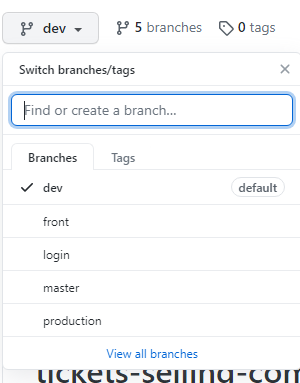 dev 5 branches 0 tags
Switch branches/tags
Find or create a branch...
Branches Tags
dev default
front
login
master
production
View all branches
tickets-selling-con